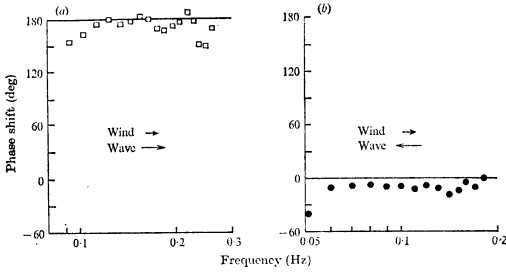 (a)
180
120
60
0
−60
0·1
0·2
0·3
Wind
Wave
Phase shift (deg)
(b)
180
120
60
0
−60
0·05
0·1
0·2
Wind
Wave
Frequency (Hz)